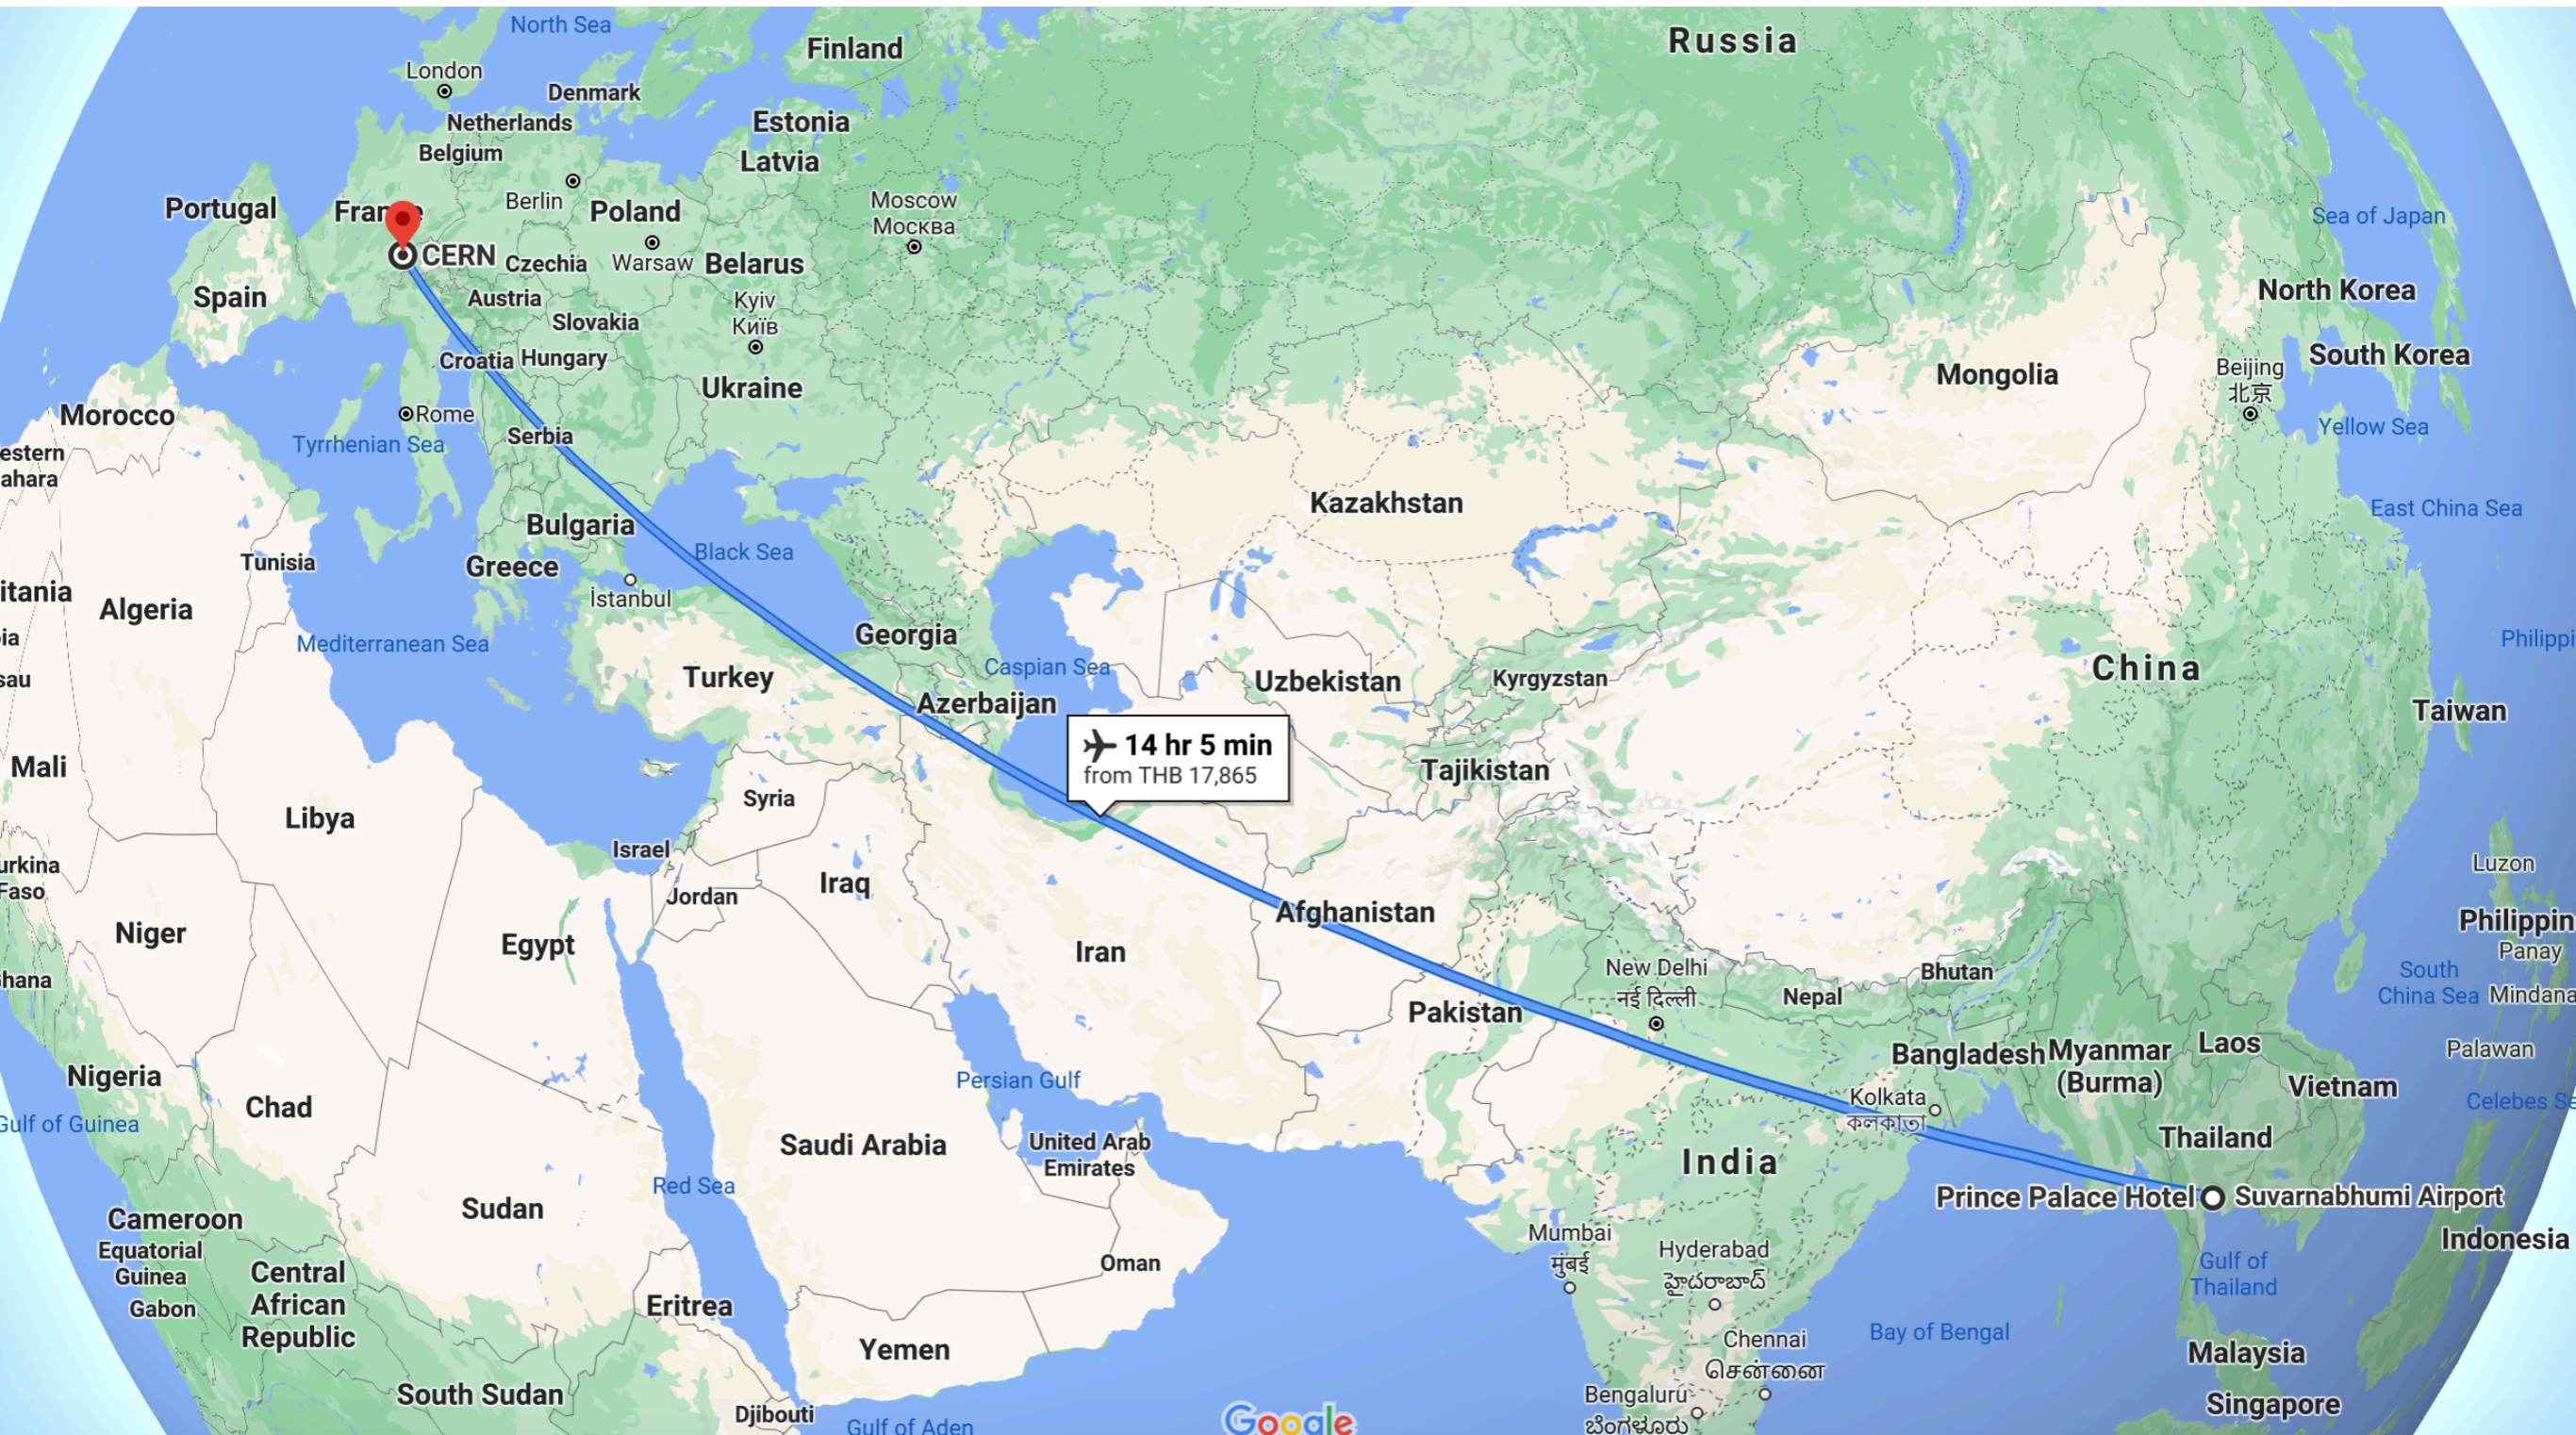 North Sea
Finland
Russia
London
Denmark
Netherlands
Estonia
Belgium
Latvia
Berlin
Portugal
France
Poland
Moscow
Москва
Sea of Japan
CERN
Czechia
Warsaw
Belarus
Spain
Austria
Kyiv
Київ
North Korea
Slovakia
Croatia
Hungary
South Korea
Beijing
北京
Mongolia
Ukraine
Morocco
Rome
Tyrrhenian Sea
Serbia
Yellow Sea
estern
ahara
Kazakhstan
East China Sea
Bulgaria
Black Sea
Tunisia
Greece
itania
Algeria
İstanbul
ia
Mediterranean Sea
Georgia
Philippi
Caspian Sea
China
sau
Turkey
Uzbekistan
Kyrgyzstan
Azerbaijan
Taiwan
14 hr 5 min
from THB 17,865
Mali
Tajikistan
Syria
Libya
Israel
urkina
Faso
Iraq
Jordan
Luzon
Afghanistan
Philippin
Niger
Egypt
Iran
Panay
New Delhi
नई दिल्ली
Bhutan
South
China Sea
Mindana
hana
Nepal
Pakistan
Laos
Bangladesh
Myanmar
(Burma)
Palawan
Nigeria
Persian Gulf
Vietnam
Chad
Kolkata
কলকাতা
Celebes Se
Gulf of Guinea
Saudi Arabia
United Arab
Emirates
Thailand
India
Red Sea
Prince Palace Hotel
Suvarnabhumi Airport
Sudan
Cameroon
Mumbai
मुंबई
Indonesia
Equatorial
Guinea
Hyderabad
హైదరాబాద్
Oman
Gulf of
Thailand
Central
African
Republic
Gabon
Eritrea
Yemen
Chennai
சென்னை
Bay of Bengal
Malaysia
South Sudan
Bengaluru
ಬೆಂಗಳೂರು
Singapore
Djibouti
Gulf of Aden
Google